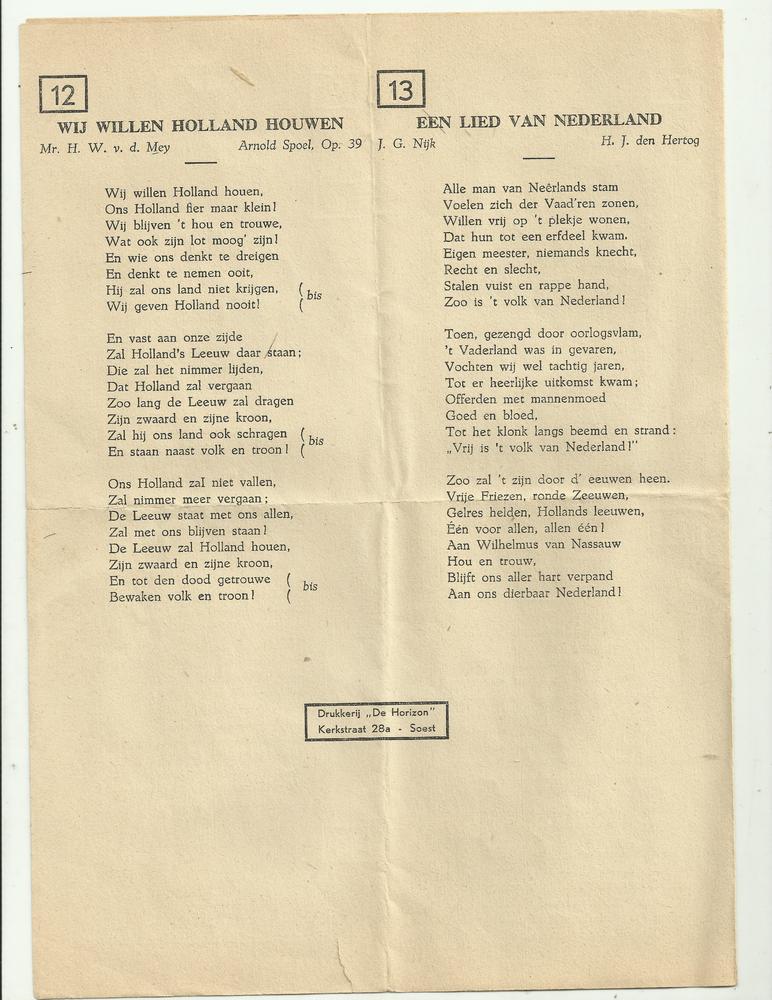 12
WIJ WILLEN HOLLAND HOUWEN
Mr. H. W. v. d. Mey Arnold Spoel, Op. 39
Wij willen Holland houen,
Ons Holland fier maar klein!
Wij blijven 't hou en trouwe,
Wat ook zijn lot moog' zijn!
En wie ons denkt te dreigen
En denkt te nemen ooit,
Hij zal ons land niet krijgen, ( bis
Wij geven Holland nooit! (
En vast aan onze zijde
Zal Holland's Leeuw daar staan;
Die zal het nimmer lijden,
Dat Holland zal vergaan
Zoo lang de Leeuw zal dragen
Zijn zwaard en zijne kroon,
Zal hij ons land ook schragen ( bis
En staan naast volk en troon! (
Ons Holland zal niet vallen,
Zal nimmer meer vergaan;
De Leeuw staat met ons allen,
Zal met ons blijven staan!
De Leeuw zal Holland houen,
Zijn zwaard en zijne kroon,
En tot den dood getrouwe ( bis
Bewaken volk en troon! (
13
EEN LIED VAN NEDERLAND
J. G. Nijk H. J. den Hertog
Alle man van Neêrlands stam
Voelen zich der Vaad'ren zonen,
Willen vrij op 't plekje wonen,
Dat hun tot een erfdeel kwam.
Eigen meester, niemands knecht,
Recht en slecht,
Stalen vuist en rappe hand,
Zoo is 't volk van Nederland!
Toen, gezengd door oorlogsvlam,
't Vaderland was in gevaren,
Vochten wij wel tachtig jaren,
Tot er heerlijke uitkomst kwam;
Offerden met mannenmoed
Goed en bloed,
Tot het klonk langs beemd en strand:
„Vrij is 't volk van Nederland!"
Zoo zal 't zijn door d' eeuwen heen.
Vrije Friezen, ronde Zeeuwen,
Gelres helden, Hollands leeuwen,
Één voor allen, allen één!
Aan Wilhelmus van Nassauw
Hou en trouw,
Blijft ons aller hart verpand
Aan ons dierbaar Nederland!
Drukkerij „De Horizon"
Kerkstraat 28a - Soest